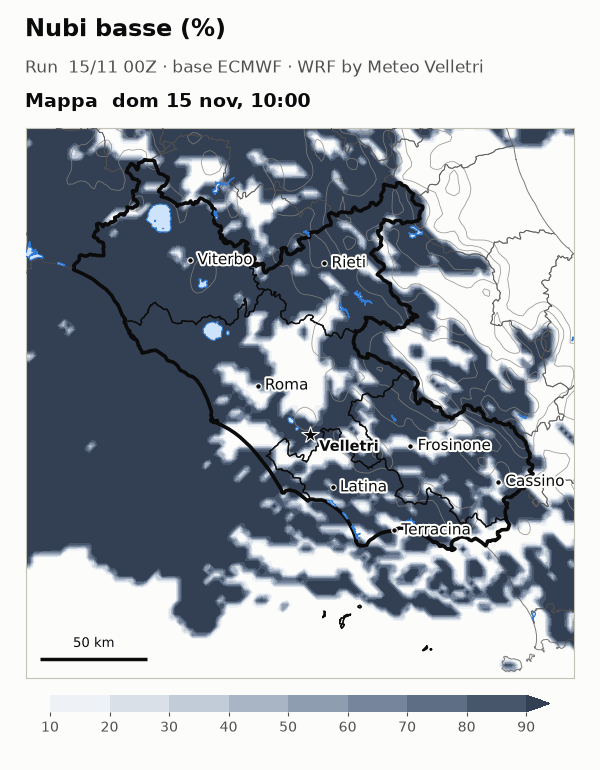 Nubi basse (%)
Run  15/11 00Z · base ECMWF · WRF by Meteo Velletri
Mappa  dom 15 nov, 10:00
Viterbo
Rieti
Roma
Velletri
Frosinone
Cassino
Latina
Terracina
50 km
10 20 30 40 50 60 70 80 90